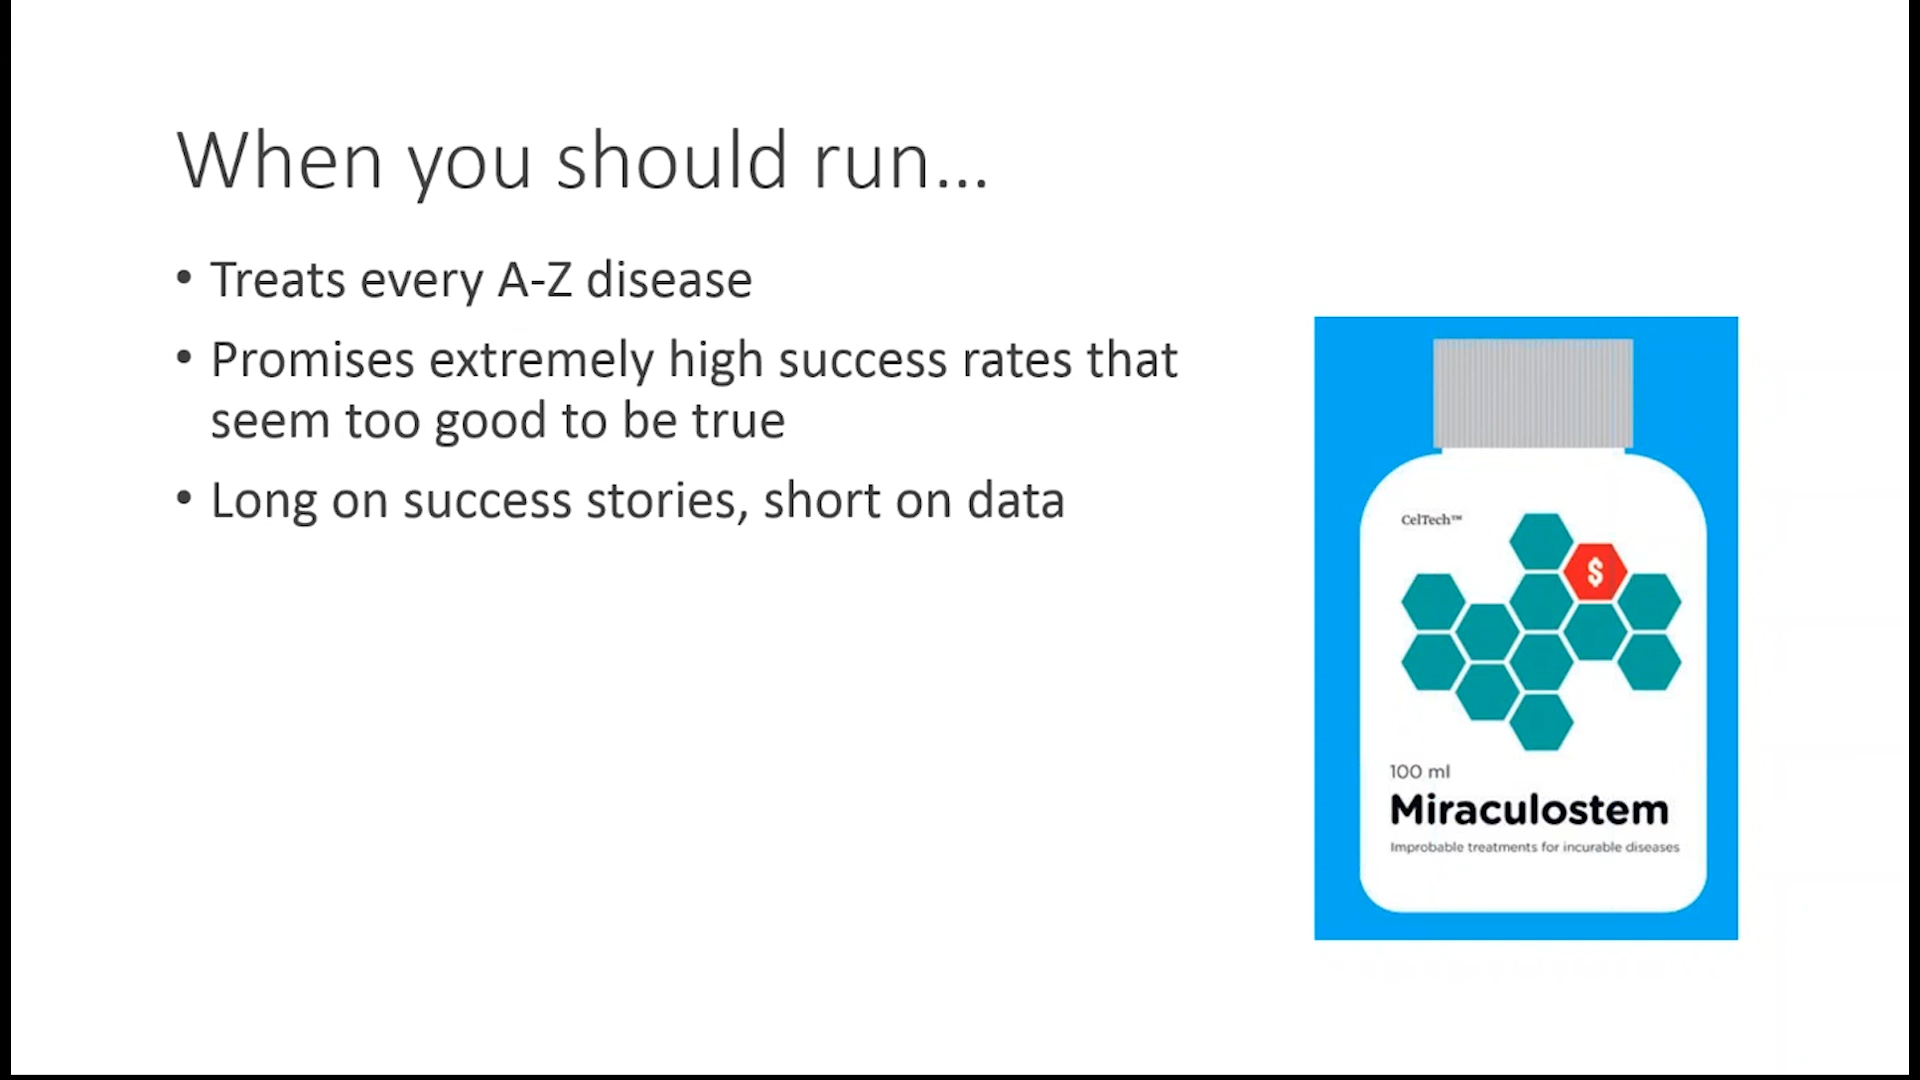 When you should run...
• Treats every A-Z disease
• Promises extremely high success rates that
seem too good to be true
• Long on success stories, short on data
CelTech™
$
100 ml
Miraculostem
Improbable treatments for incurable diseases